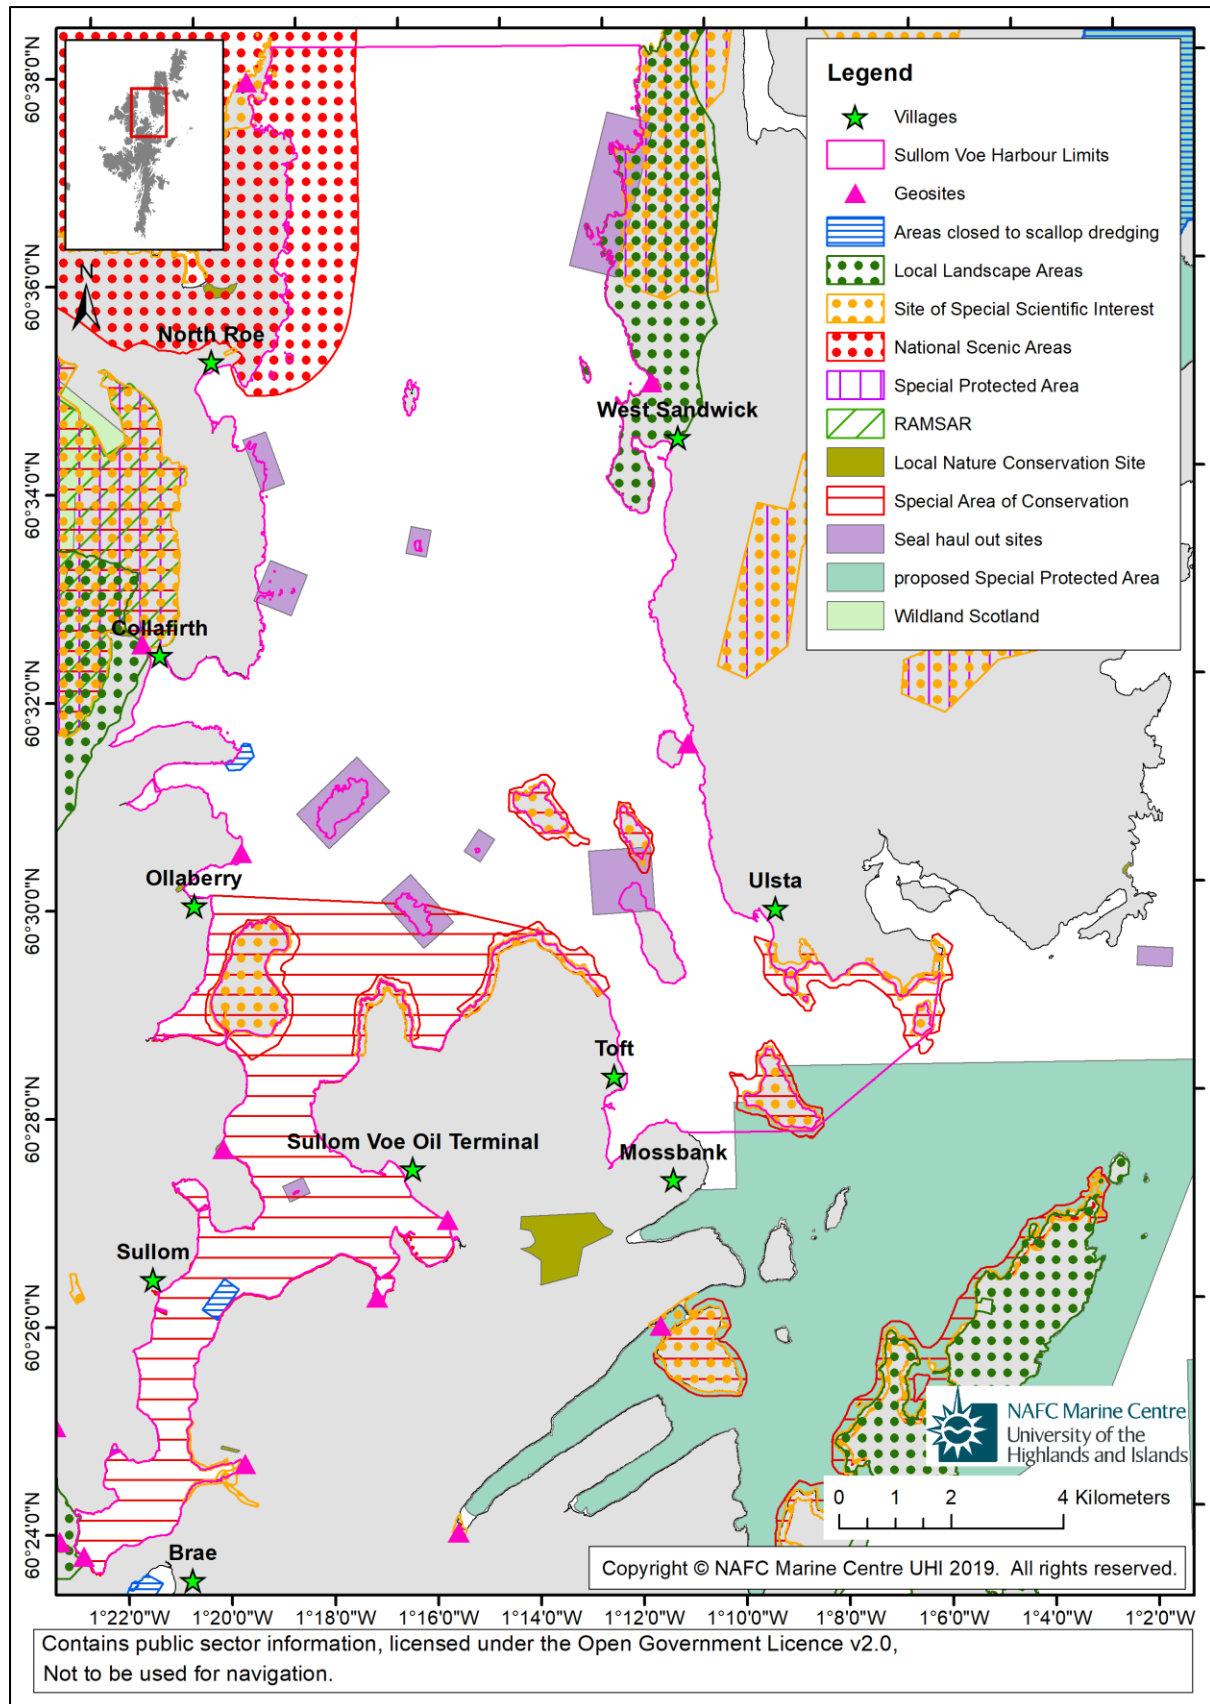 60°38'0"N
60°36'0"N
60°34'0"N
60°32'0"N
60°30'0"N
60°28'0"N
60°26'0"N
60°24'0"N
N
North Roe
West Sandwick
Collafirth
Ollaberry
Ulsta
Toft
Sullom Voe Oil Terminal
Mossbank
Sullom
Brae
Legend
Villages
Sullom Voe Harbour Limits
Geosites
Areas closed to scallop dredging
Local Landscape Areas
Site of Special Scientific Interest
National Scenic Areas
Special Protected Area
RAMSAR
Local Nature Conservation Site
Special Area of Conservation
Seal haul out sites
proposed Special Protected Area
Wildland Scotland
NAFC Marine Centre
University of the
Highlands and Islands
0 1 2 4 Kilometers
Copyright © NAFC Marine Centre UHI 2019. All rights reserved.
1°22'0"W 1°20'0"W 1°18'0"W 1°16'0"W 1°14'0"W 1°12'0"W 1°10'0"W 1°8'0"W 1°6'0"W 1°4'0"W 1°2'0"W
Contains public sector information, licensed under the Open Government Licence v2.0,
Not to be used for navigation.